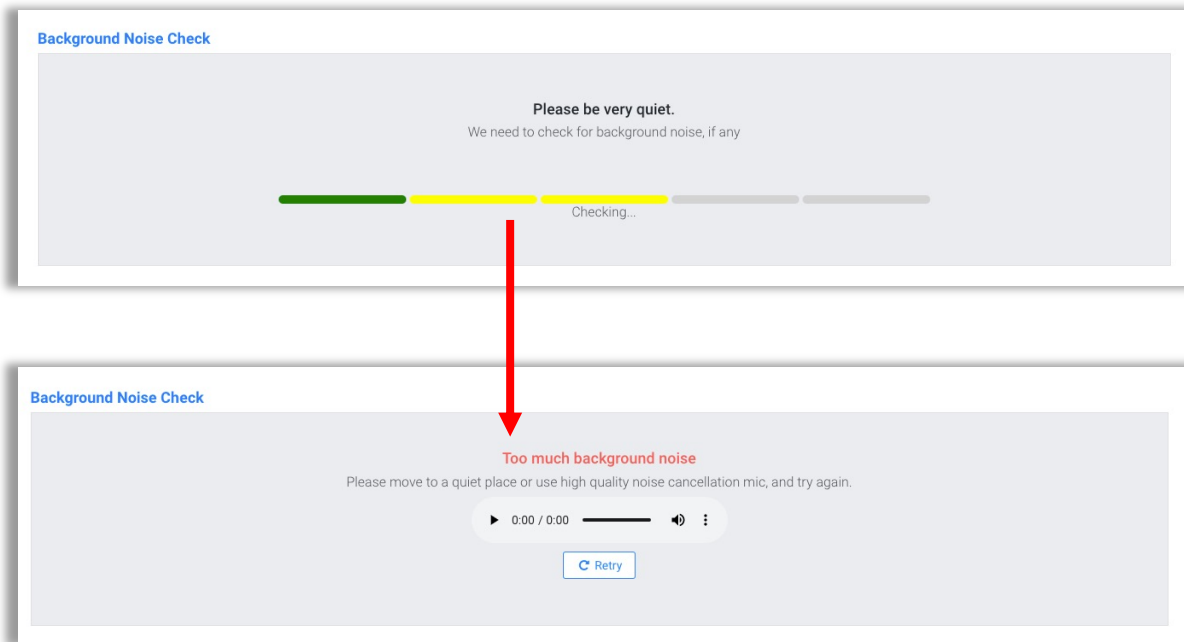 Background Noise Check
Please be very quiet.
We need to check for background noise, if any
Checking...
Background Noise Check
Too much background noise
Please move to a quiet place or use high quality noise cancellation mic, and try again.
0:00 / 0:00
Retry